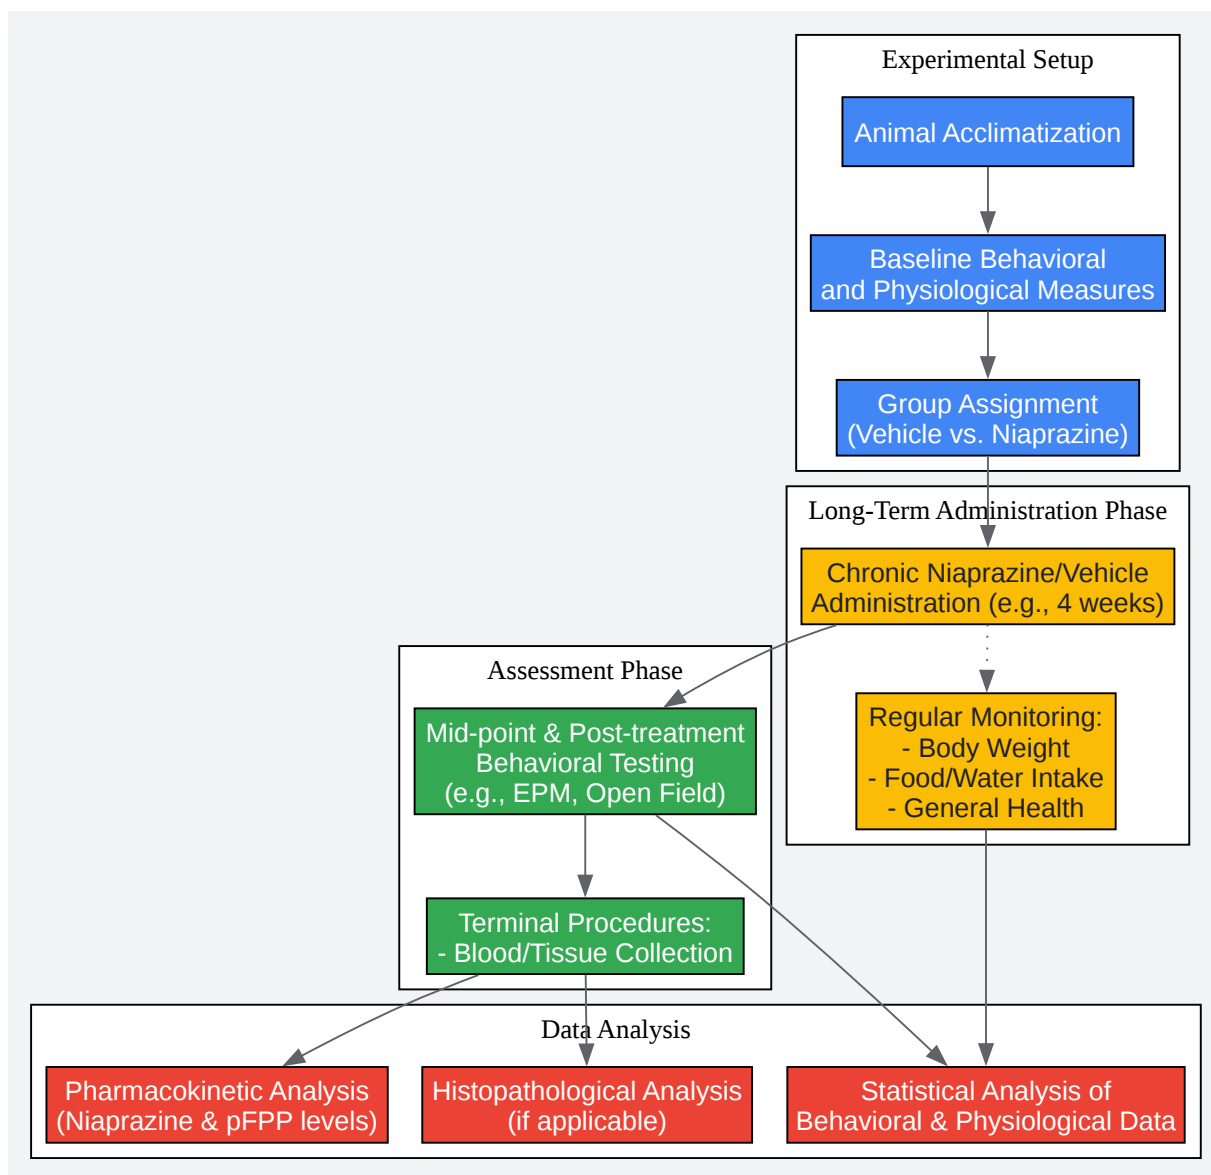 Experimental Setup
Animal Acclimatization
Baseline Behavioral
and Physiological Measures
Group Assignment
(Vehicle vs. Niaprazine)
Long-Term Administration Phase
Chronic Niaprazine/Vehicle
Administration (e.g., 4 weeks)
Regular Monitoring:
- Body Weight
- Food/Water Intake
- General Health
Assessment Phase
Mid-point & Post-treatment
Behavioral Testing
(e.g., EPM, Open Field)
Terminal Procedures:
- Blood/Tissue Collection
Data Analysis
Pharmacokinetic Analysis
(Niaprazine & pFPP levels)
Histopathological Analysis
(if applicable)
Statistical Analysis of
Behavioral & Physiological Data